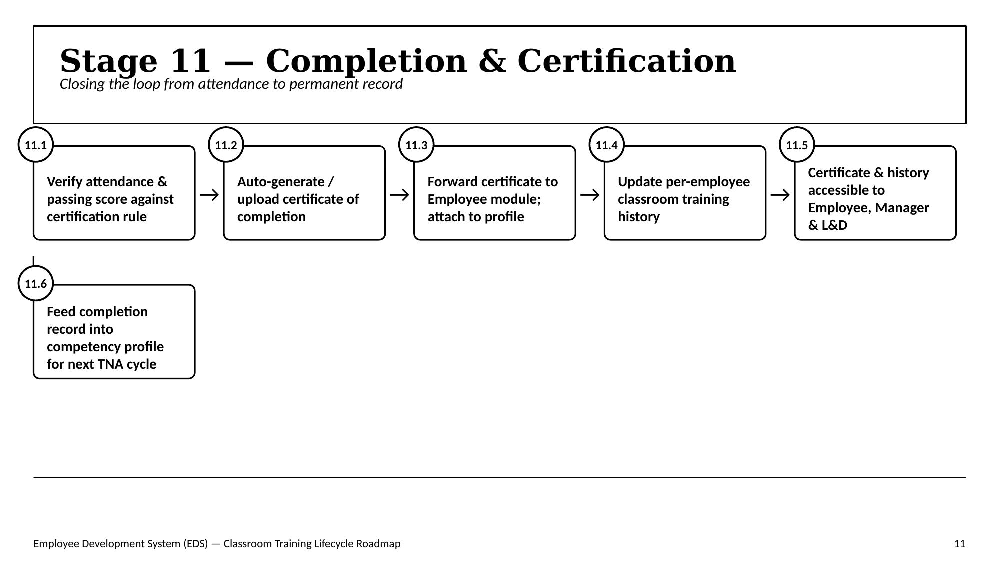 Stage 11 — Completion & Certification
Closing the loop from attendance to permanent record
11.1
Verify attendance &
passing score against
certification rule
→
11.2
Auto-generate /
upload certificate of
completion
→
11.3
Forward certificate to
Employee module;
attach to profile
→
11.4
Update per-employee
classroom training
history
→
11.5
Certificate & history
accessible to
Employee, Manager
& L&D
11.6
Feed completion
record into
competency profile
for next TNA cycle
Employee Development System (EDS) — Classroom Training Lifecycle Roadmap
11